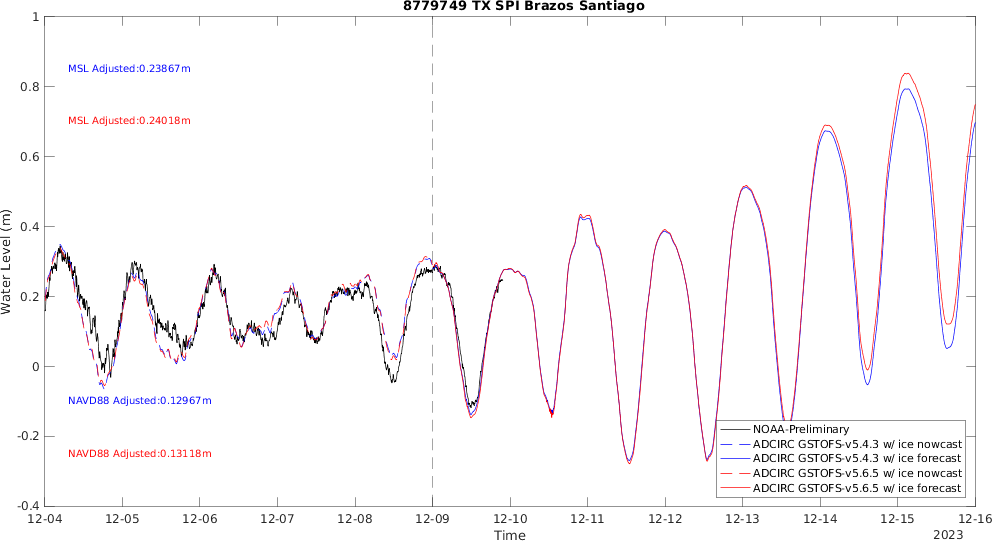 8779749 TX SPI Brazos Santiago
1
0.8
0.6
0.4
0.2
0
-0.2
-0.4
Water Level (m)
MSL Adjusted:0.23867m
MSL Adjusted:0.24018m
NAVD88 Adjusted:0.12967m
NAVD88 Adjusted:0.13118m
NOAA-Preliminary
ADCIRC GSTOFS-v5.4.3 w/ ice nowcast
ADCIRC GSTOFS-v5.4.3 w/ ice forecast
ADCIRC GSTOFS-v5.6.5 w/ ice nowcast
ADCIRC GSTOFS-v5.6.5 w/ ice forecast
12-04 12-05 12-06 12-07 12-08 12-09 12-10 12-11 12-12 12-13 12-14 12-15 12-16
Time
2023